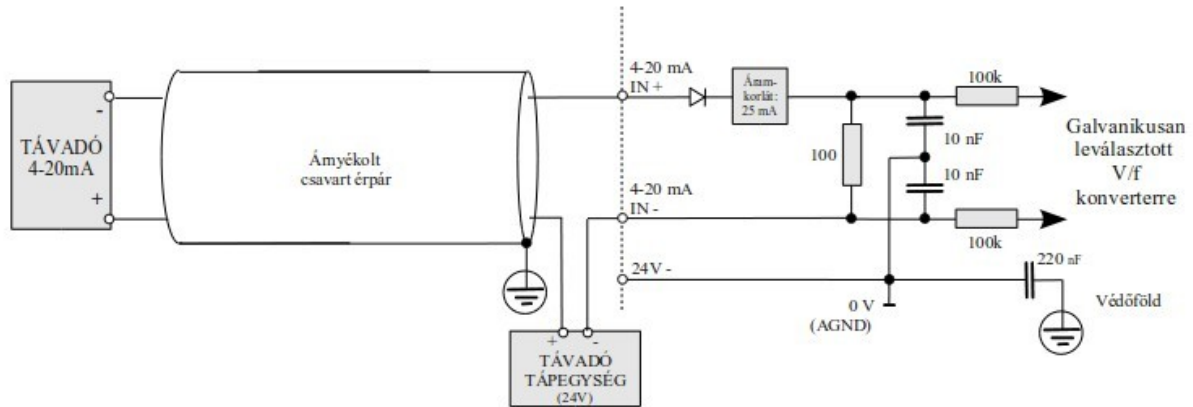 TÁVADÓ
4-20mA
-
+
Árnyékolt
csavart érpár
4-20 mA
IN +
Áram-
korlát:
25 mA
100
100k
10 nF
10 nF
Galvanikusan
leválasztott
V/f
konverterre
4-20 mA
IN -
100k
24V -
0 V
(AGND)
220 nF
Védőföld
+
-
TÁVADÓ
TÁPEGYSÉG
(24V)